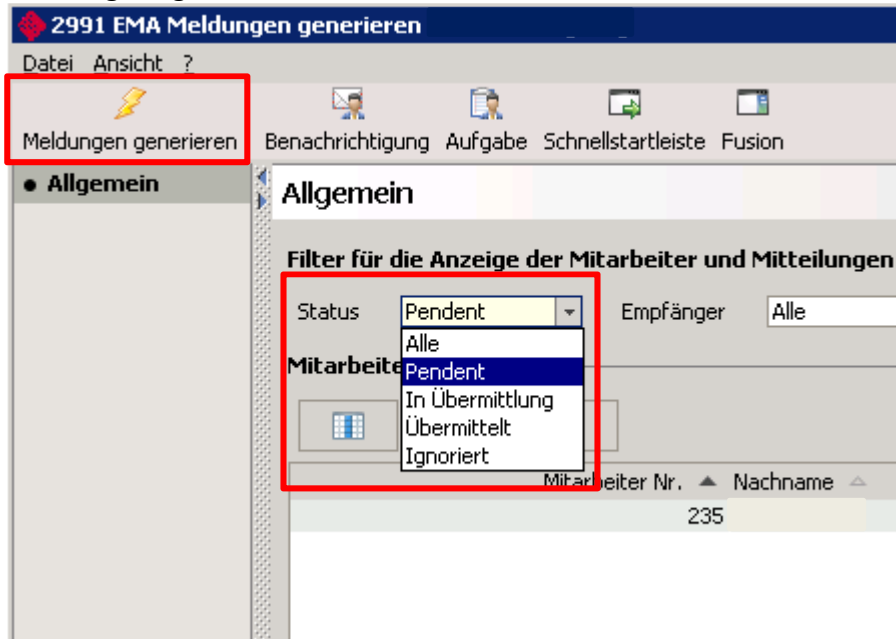 2991 EMA Meldungen generieren
Datei Ansicht ?
Meldungen generieren Benachrichtigung Aufgabe Schnellstartleiste Fusion
Allgemein
Allgemein
Filter für die Anzeige der Mitarbeiter und Mitteilungen
Status Pendent Empfänger Alle
Alle
Pendent
In Übermittlung
Übermittelt
Ignoriert
Mitarbeiter Nr. Nachname
235